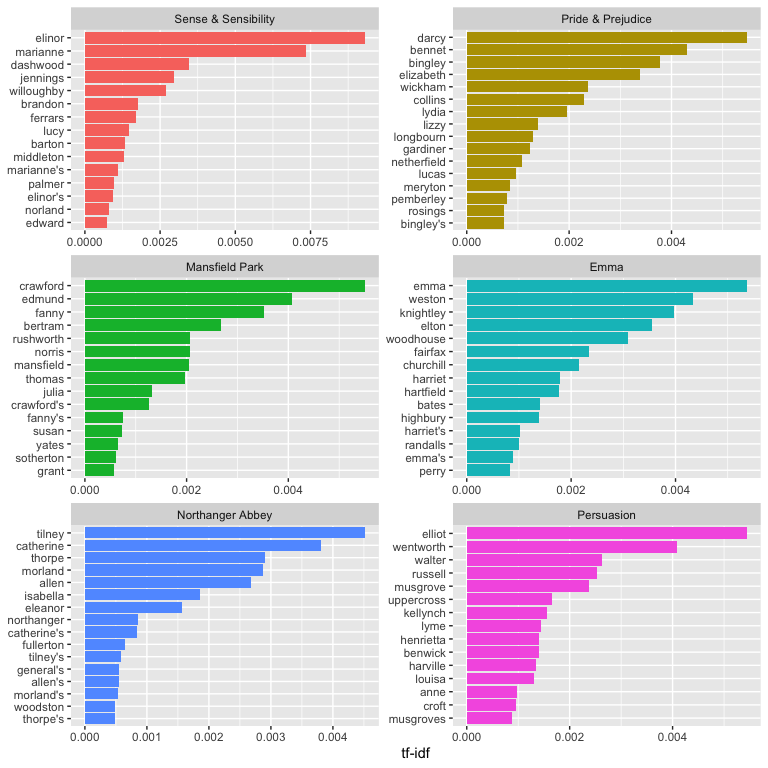 Sense & Sensibility
elinor
marianne
dashwood
jennings
willoughby
brandon
ferrars
lucy
barton
middleton
marianne's
palmer
elinor's
norland
edward
0.0000 0.0025 0.0050 0.0075
Pride & Prejudice
darcy
bennet
bingley
elizabeth
wickham
collins
lydia
lizzy
longbourn
gardiner
netherfield
lucas
meryton
pemberley
rosings
bingley's
0.000 0.002 0.004
Mansfield Park
crawford
edmund
fanny
bertram
rushworth
norris
mansfield
thomas
julia
crawford's
fanny's
susan
yates
sotherton
grant
0.000 0.002 0.004
Emma
emma
weston
knightley
elton
woodhouse
fairfax
churchill
harriet
hartfield
bates
highbury
harriet's
randalls
emma's
perry
0.000 0.002 0.004
Northanger Abbey
tilney
catherine
thorpe
morland
allen
isabella
eleanor
northanger
catherine's
fullerton
tilney's
general's
allen's
morland's
woodston
thorpe's
0.000 0.001 0.002 0.003 0.004
Persuasion
elliot
wentworth
walter
russell
musgrove
uppercross
kellynch
lyme
henrietta
benwick
harville
louisa
anne
croft
musgroves
0.000 0.002 0.004
tf-idf